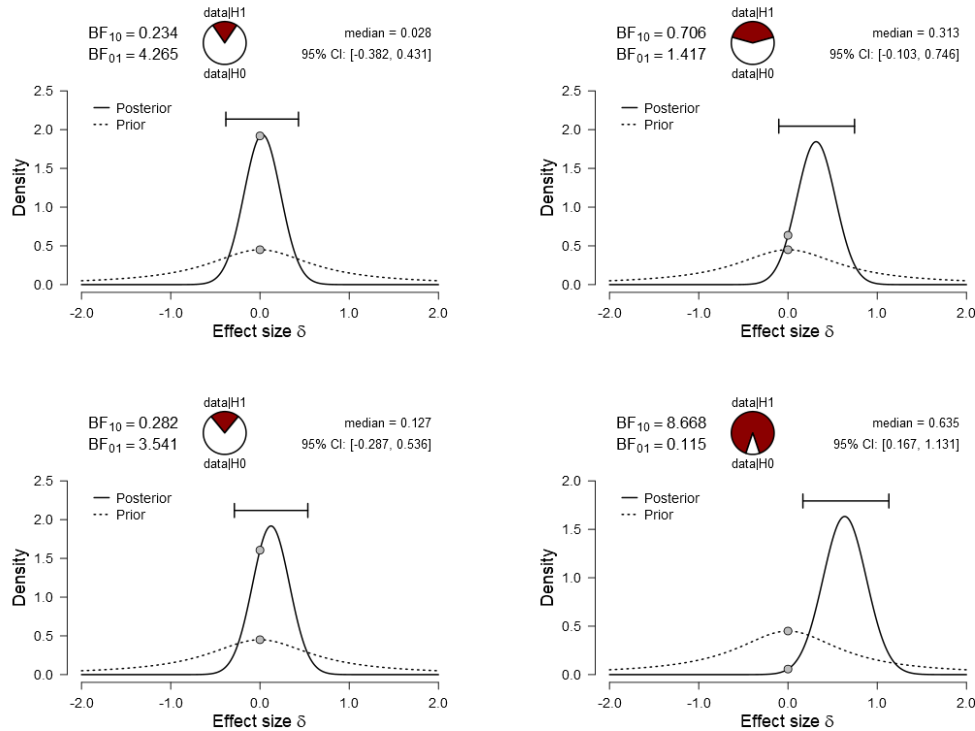 BF10 = 0.234
BF01 = 4.265
data|H1
data|H0
median = 0.028
95% CI: [-0.382, 0.431]
Posterior
Prior
Density
2.5
2.0
1.5
1.0
0.5
0.0
-2.0 -1.0 0.0 1.0 2.0
Effect size δ
BF10 = 0.706
BF01 = 1.417
data|H1
data|H0
median = 0.313
95% CI: [-0.103, 0.746]
Posterior
Prior
Density
2.5
2.0
1.5
1.0
0.5
0.0
-2.0 -1.0 0.0 1.0 2.0
Effect size δ
BF10 = 0.282
BF01 = 3.541
data|H1
data|H0
median = 0.127
95% CI: [-0.287, 0.536]
Posterior
Prior
Density
2.5
2.0
1.5
1.0
0.5
0.0
-2.0 -1.0 0.0 1.0 2.0
Effect size δ
BF10 = 8.668
BF01 = 0.115
data|H1
data|H0
median = 0.635
95% CI: [0.167, 1.131]
Posterior
Prior
Density
2.0
1.5
1.0
0.5
0.0
-2.0 -1.0 0.0 1.0 2.0
Effect size δ